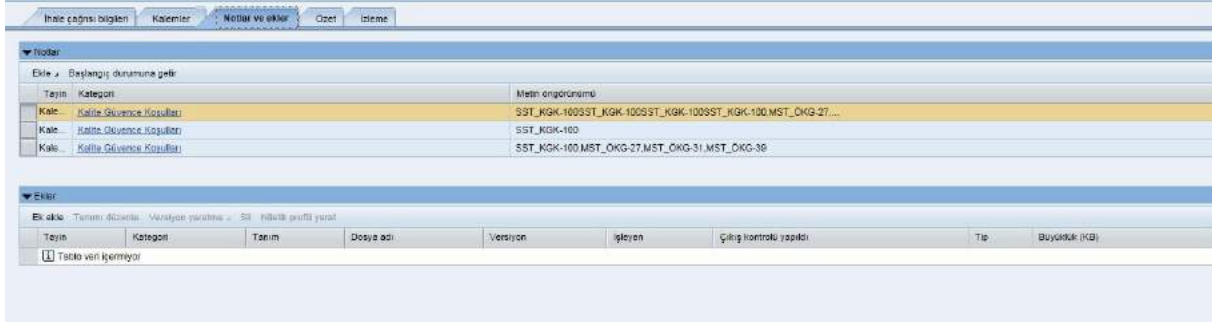 İhale çağrısı bilgileri Kalemler Notlar ve ekler Özet İzleme
Notlar
Ekle Başlangıç durumuna getir
Tayin Kategori Metin öngörünümü
Kale... Kalite Güvence Koşulları SST_KGK-100SST_KGK-100SST_KGK-100SST_KGK-100,MST_ÖKG-27,...
Kale... Kalite Güvence Koşulları SST_KGK-100
Kale... Kalite Güvence Koşulları SST_KGK-100,MST_ÖKG-27,MST_ÖKG-31,MST_ÖKG-39
Ekler
Ek ekle Tanımı düzenle Versiyon yaratma Sil Nitelik profili yarat
Tayin Kategori Tanım Dosya adı Versiyon İşleyen Çıkış kontrolü yapıldı Tip Büyüklük (KB)
Tablo veri içermiyor